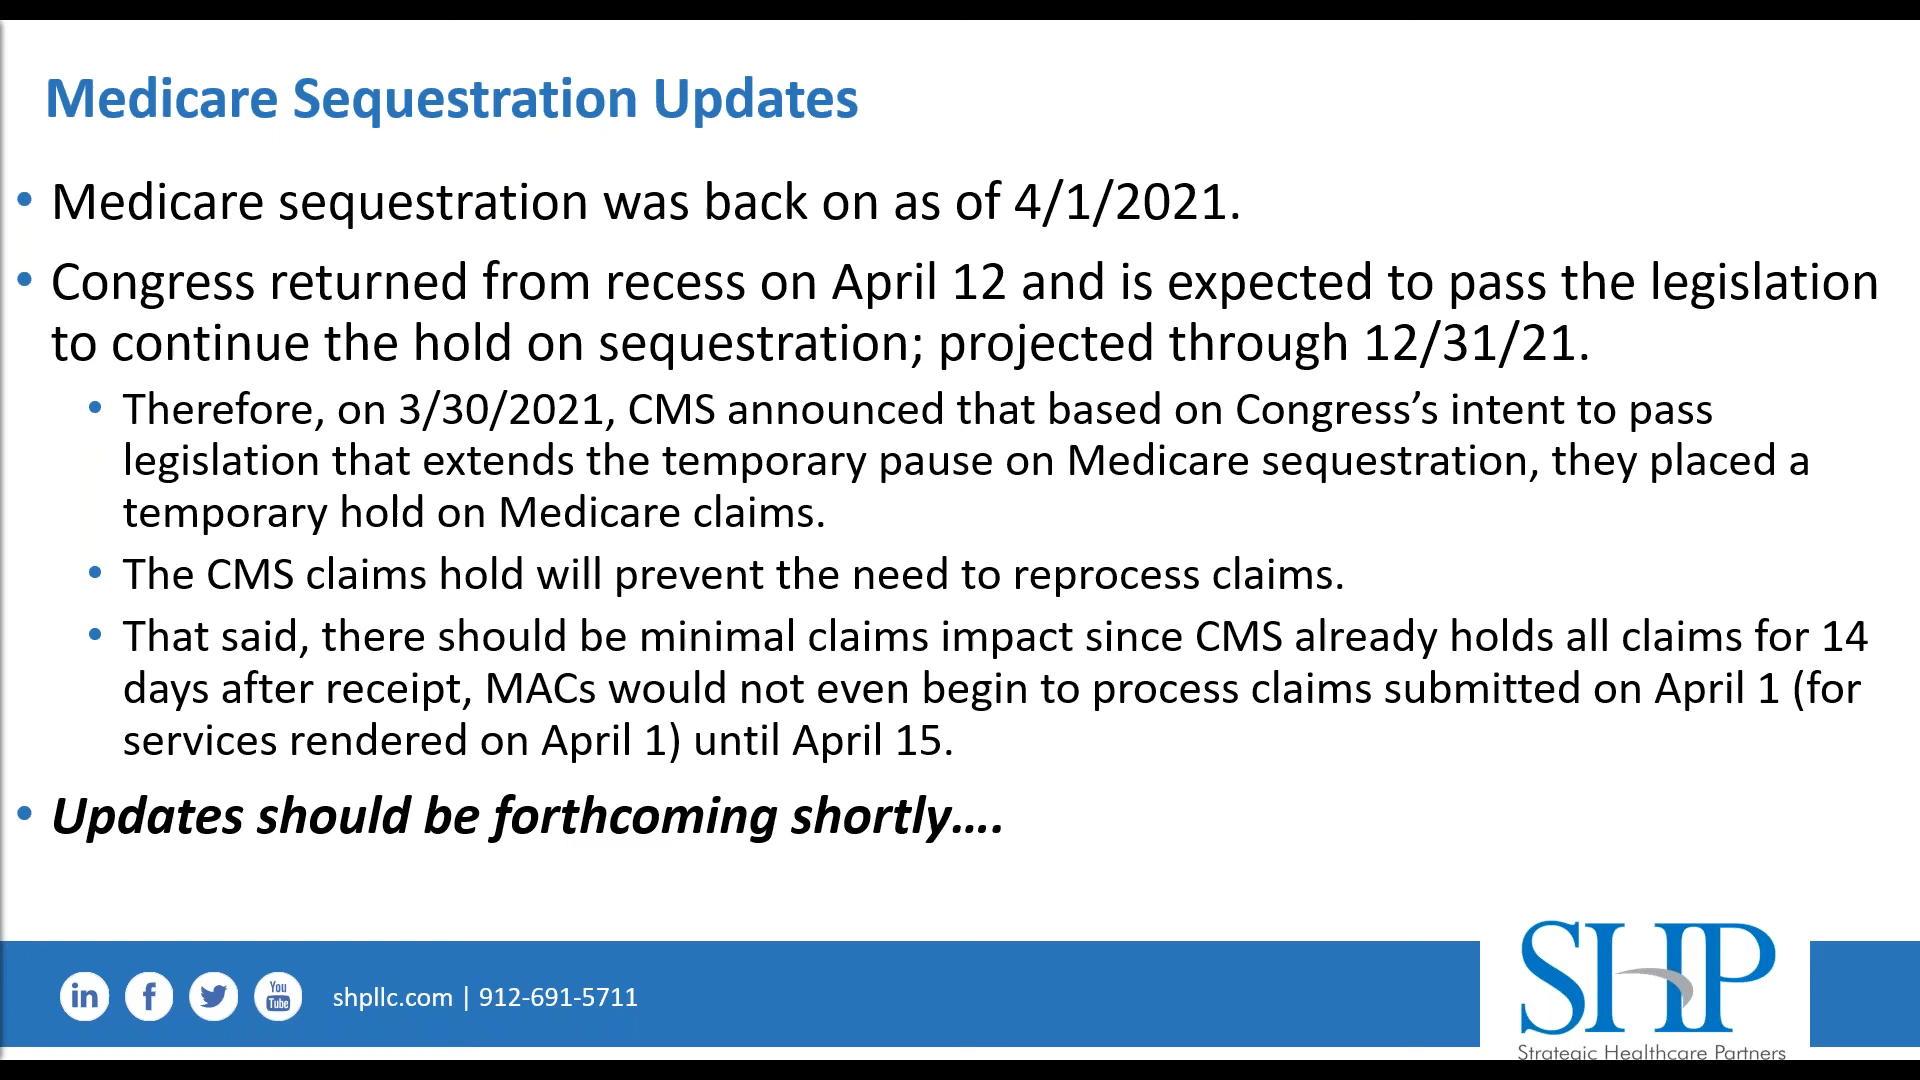 Medicare Sequestration Updates
• Medicare sequestration was back on as of 4/1/2021.
• Congress returned from recess on April 12 and is expected to pass the legislation
to continue the hold on sequestration; projected through 12/31/21.
• Therefore, on 3/30/2021, CMS announced that based on Congress’s intent to pass
legislation that extends the temporary pause on Medicare sequestration, they placed a
temporary hold on Medicare claims.
• The CMS claims hold will prevent the need to reprocess claims.
• That said, there should be minimal claims impact since CMS already holds all claims for 14
days after receipt, MACs would not even begin to process claims submitted on April 1 (for
services rendered on April 1) until April 15.
• Updates should be forthcoming shortly….
in f You Tube shpllc.com | 912-691-5711
SHP
Strategic Healthcare Partners